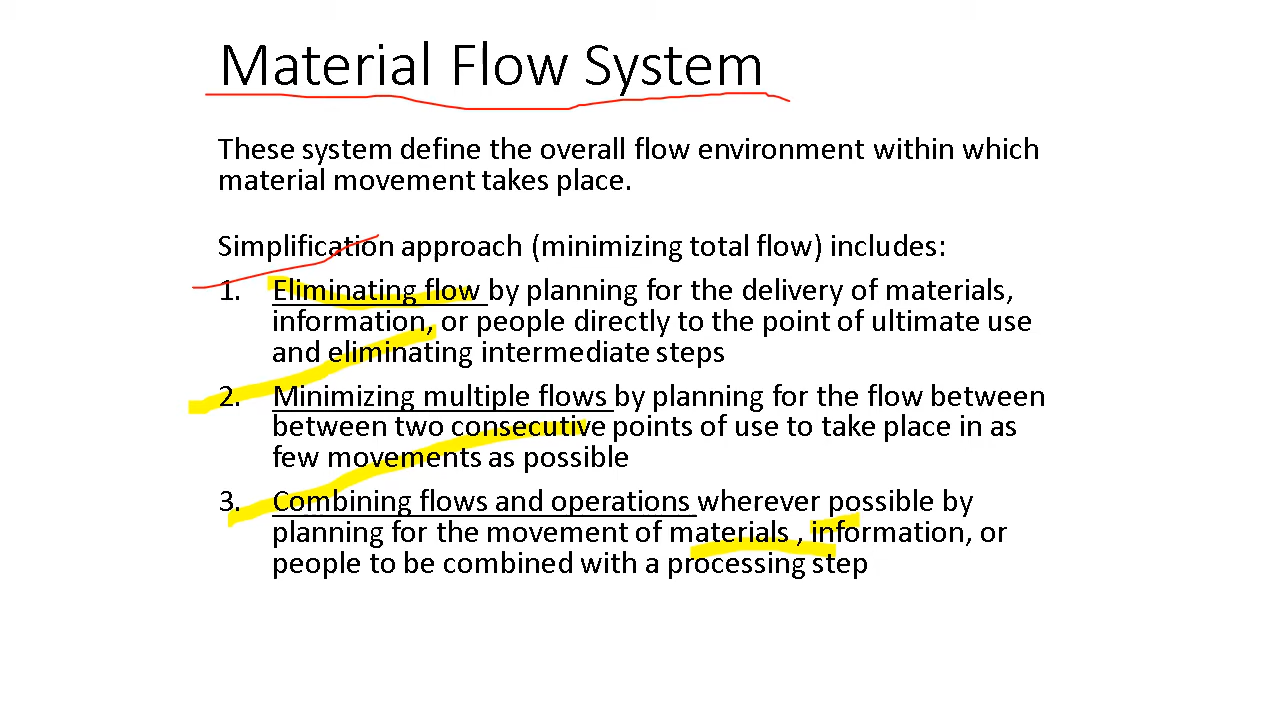 Material Flow System
These system define the overall flow environment within which
material movement takes place.
Simplification approach (minimizing total flow) includes:
1. Eliminating flow by planning for the delivery of materials,
information, or people directly to the point of ultimate use
and eliminating intermediate steps
2. Minimizing multiple flows by planning for the flow between
between two consecutive points of use to take place in as
few movements as possible
3. Combining flows and operations wherever possible by
planning for the movement of materials , information, or
people to be combined with a processing step